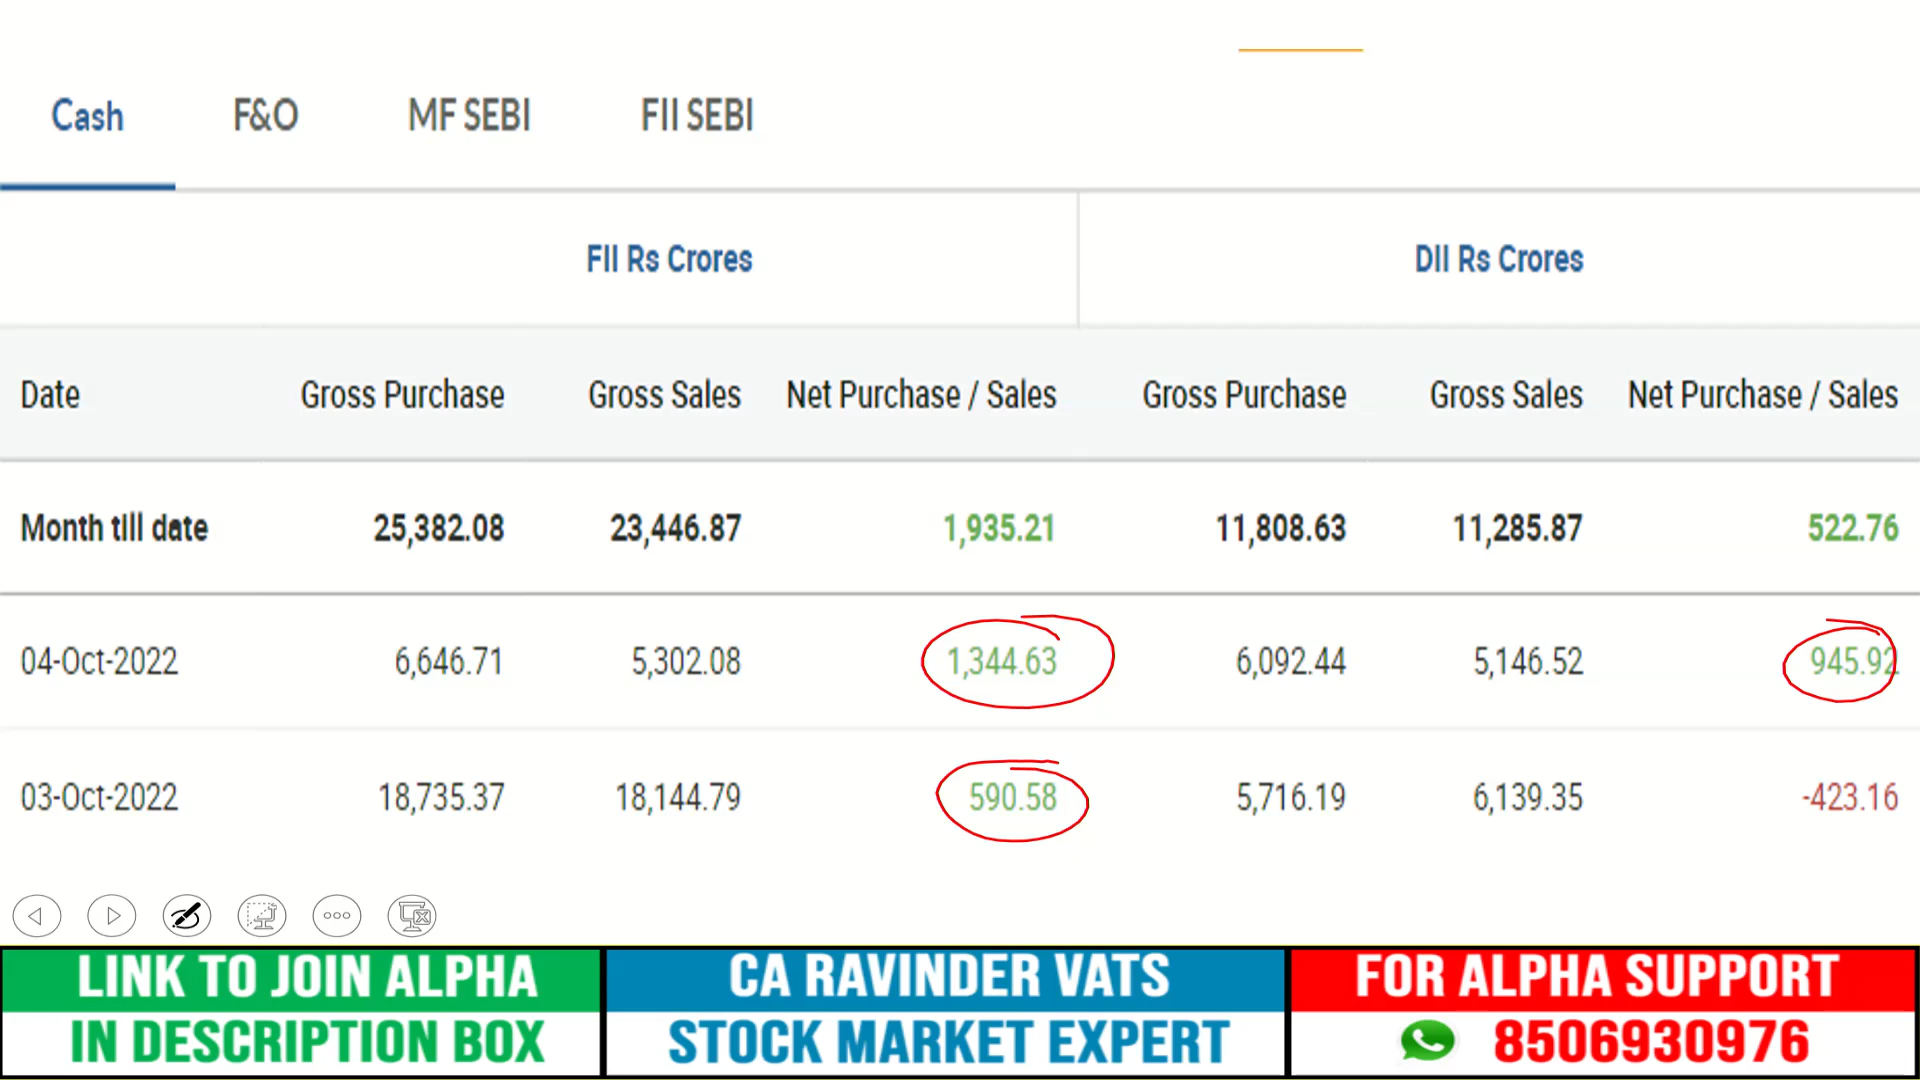 Cash F&O MF SEBI FII SEBI
FII Rs Crores DII Rs Crores
Date Gross Purchase Gross Sales Net Purchase / Sales Gross Purchase Gross Sales Net Purchase / Sales
Month till date 25,382.08 23,446.87 1,935.21 11,808.63 11,285.87 522.76
04-Oct-2022 6,646.71 5,302.08 1,344.63 6,092.44 5,146.52 945.92
03-Oct-2022 18,735.37 18,144.79 590.58 5,716.19 6,139.35 -423.16
LINK TO JOIN ALPHA
IN DESCRIPTION BOX
CA RAVINDER VATS
STOCK MARKET EXPERT
FOR ALPHA SUPPORT
8506930976